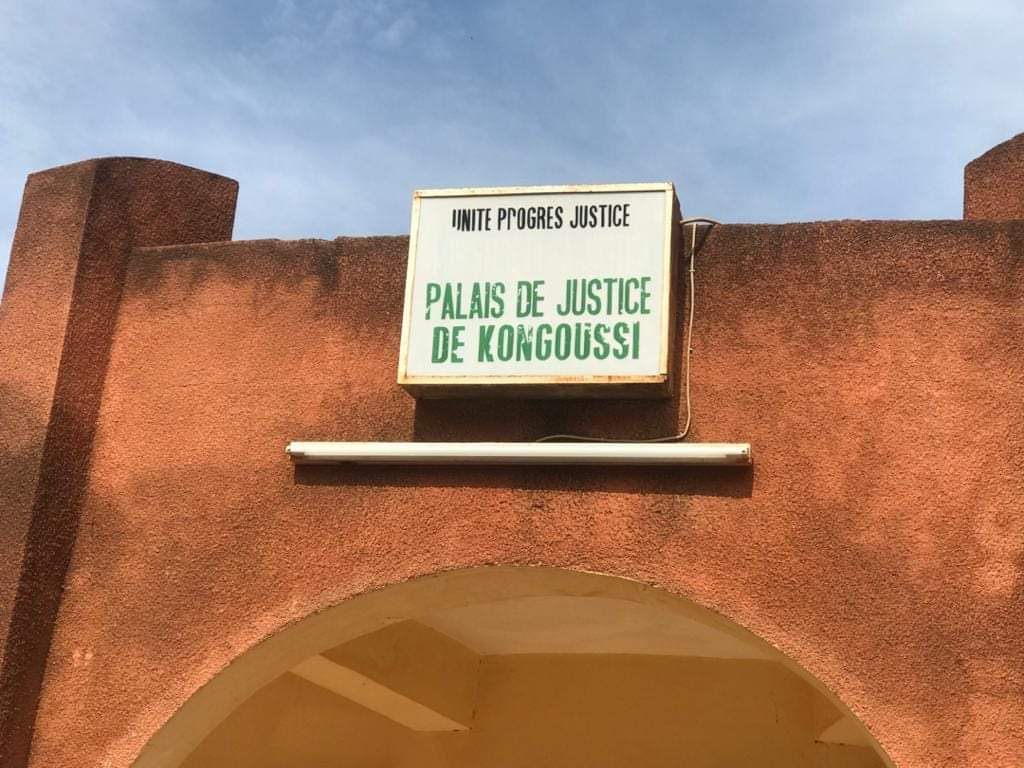 UNITE PROGRES JUSTICE
PALAIS DE JUSTICE
DE KONGOUSSI